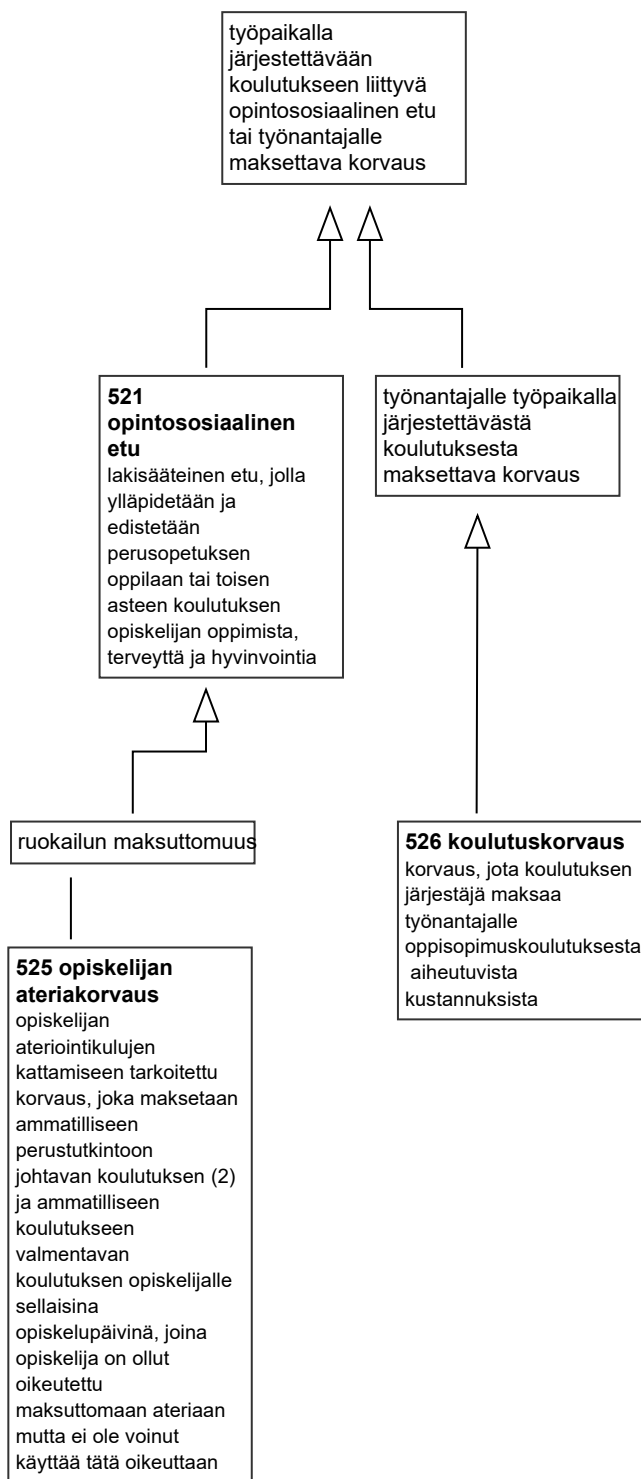 työpaikalla
järjestettävään
koulutukseen liittyvä
opintososiaalinen etu
tai työnantajalle
maksettava korvaus
521
opintososiaalinen
etu
lakisääteinen etu, jolla
ylläpidetään ja
edistetään
perusopetuksen
oppilaan tai toisen
asteen koulutuksen
opiskelijan oppimista,
terveyttä ja hyvinvointia
työnantajalle työpaikalla
järjestettävästä
koulutuksesta
maksettava korvaus
ruokailun maksuttomuus
526 koulutuskorvaus
korvaus, jota koulutuksen
järjestäjä maksaa
työnantajalle
oppisopimuskoulutuksesta
aiheutuvista
kustannuksista
525 opiskelijan
ateriakorvaus
opiskelijan
ateriointikulujen
kattamiseen tarkoitettu
korvaus, joka maksetaan
ammatilliseen
perustutkintoon
johtavan koulutuksen (2)
ja ammatilliseen
koulutukseen
valmentavan
koulutuksen opiskelijalle
sellaisina
opiskelupäivinä, joina
opiskelija on ollut
oikeutettu
maksuttomaan ateriaan
mutta ei ole voinut
käyttää tätä oikeuttaan